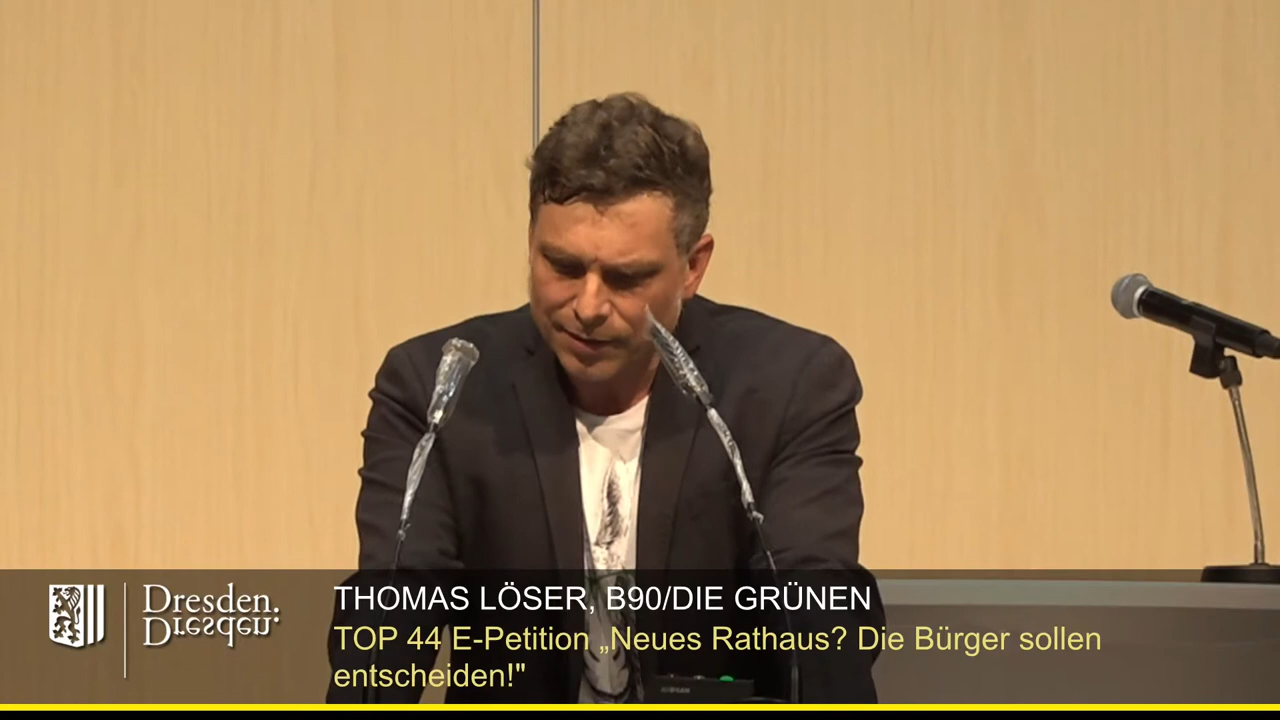 Dresden.
Dresden.
THOMAS LÖSER, B90/DIE GRÜNEN
TOP 44 E-Petition „Neues Rathaus? Die Bürger sollen
entscheiden!"